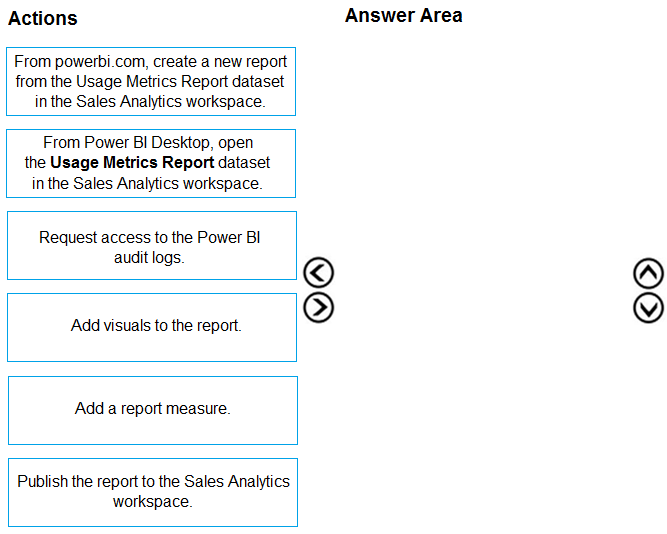 Actions
Answer Area
From powerbi.com, create a new report
from the Usage Metrics Report dataset
in the Sales Analytics workspace.
From Power BI Desktop, open
the Usage Metrics Report dataset
in the Sales Analytics workspace.
Request access to the Power BI
audit logs.
Add visuals to the report.
Add a report measure.
Publish the report to the Sales Analytics
workspace.